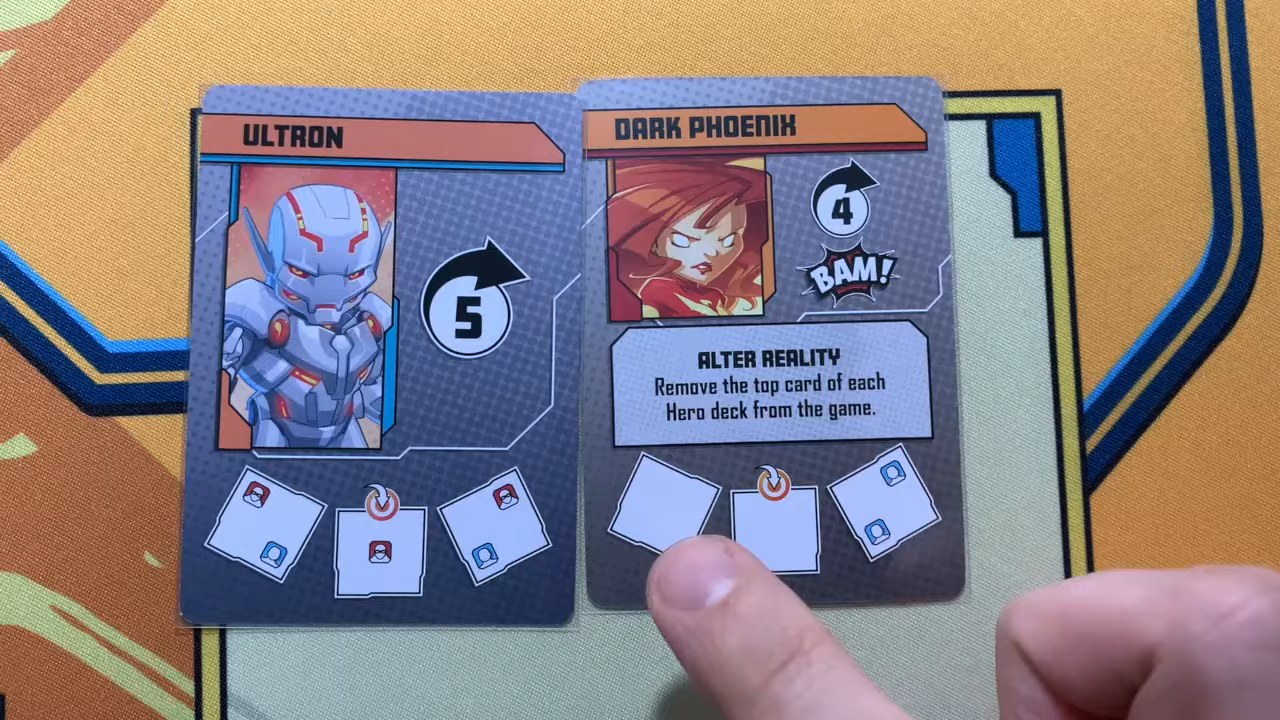 ULTRON
5
DARK PHOENIX
4
BAM!
ALTER REALITY
Remove the top card of each
Hero deck from the game.